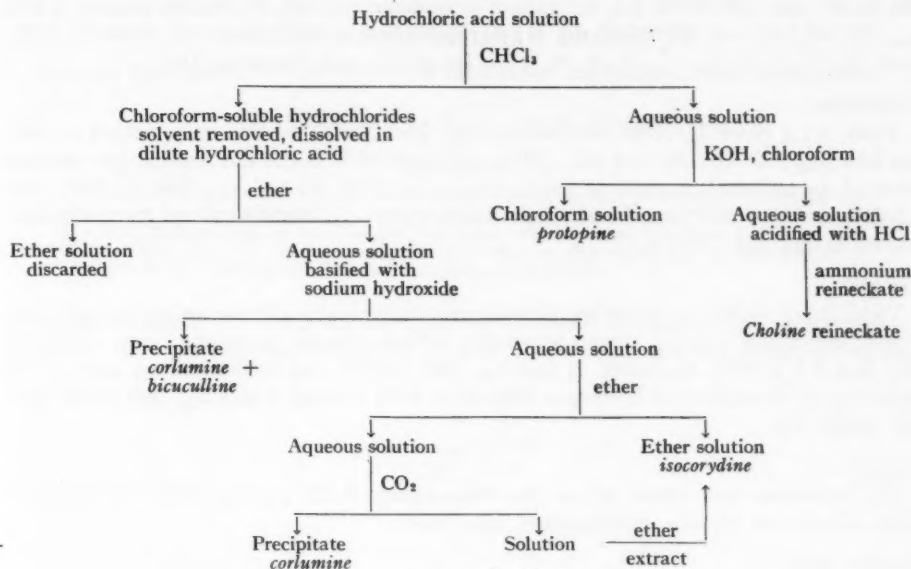 Hydrochloric acid solution
CHCl₃
Chloroform-soluble hydrochlorides
solvent removed, dissolved in
dilute hydrochloric acid
Aqueous solution
KOH, chloroform
ether
Chloroform solution
protopine
Aqueous solution
acidified with HCl
Ether solution
discarded
Aqueous solution
basified with
sodium hydroxide
ammonium
reineckate
Choline reineckate
Precipitate
corlumine +
bicuculline
Aqueous solution
ether
Aqueous solution
Ether solution
isocorydine
CO₂
Precipitate
corlumine
Solution
ether
extract